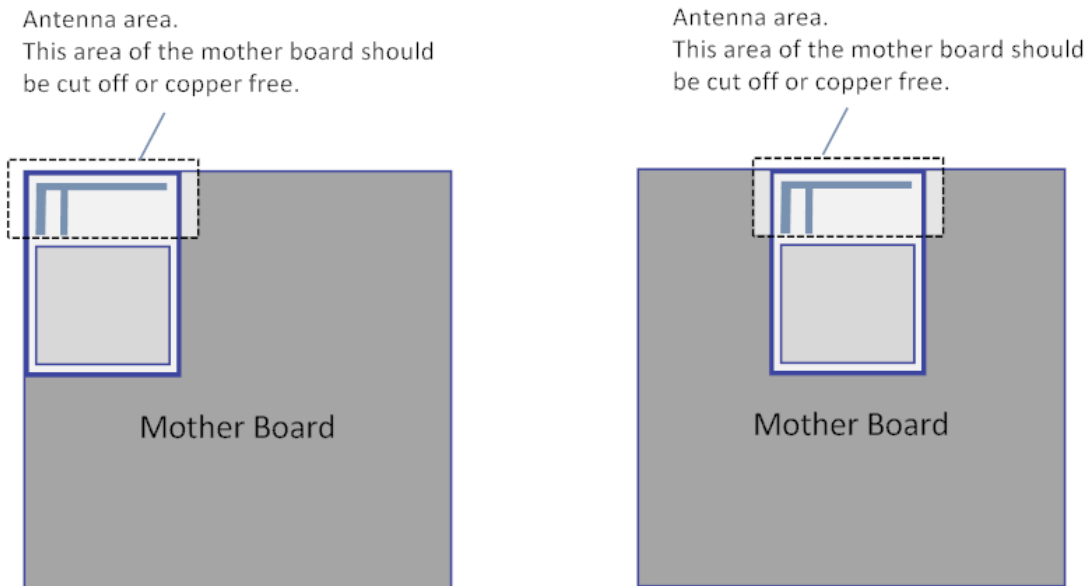 Antenna area.
This area of the mother board should
be cut off or copper free.
Mother Board
Antenna area.
This area of the mother board should
be cut off or copper free.
Mother Board